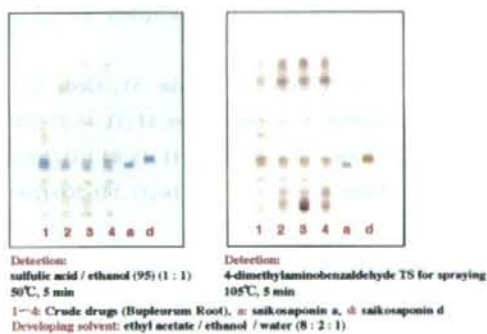 1 2 3 4 a d
1 2 3 4 a d
Detection:
sulfulic acid / ethanol (95) (1 : 1)
50℃, 5 min
Detection:
4-dimethylaminobenzaldehyde TS for spraying
105℃, 5 min
1~4: Crude drugs (Bupleurum Root), a: saikosaponin a, d: saikosaponin d
Developing solvent: ethyl acetate / ethanol / water (8 : 2 : 1)